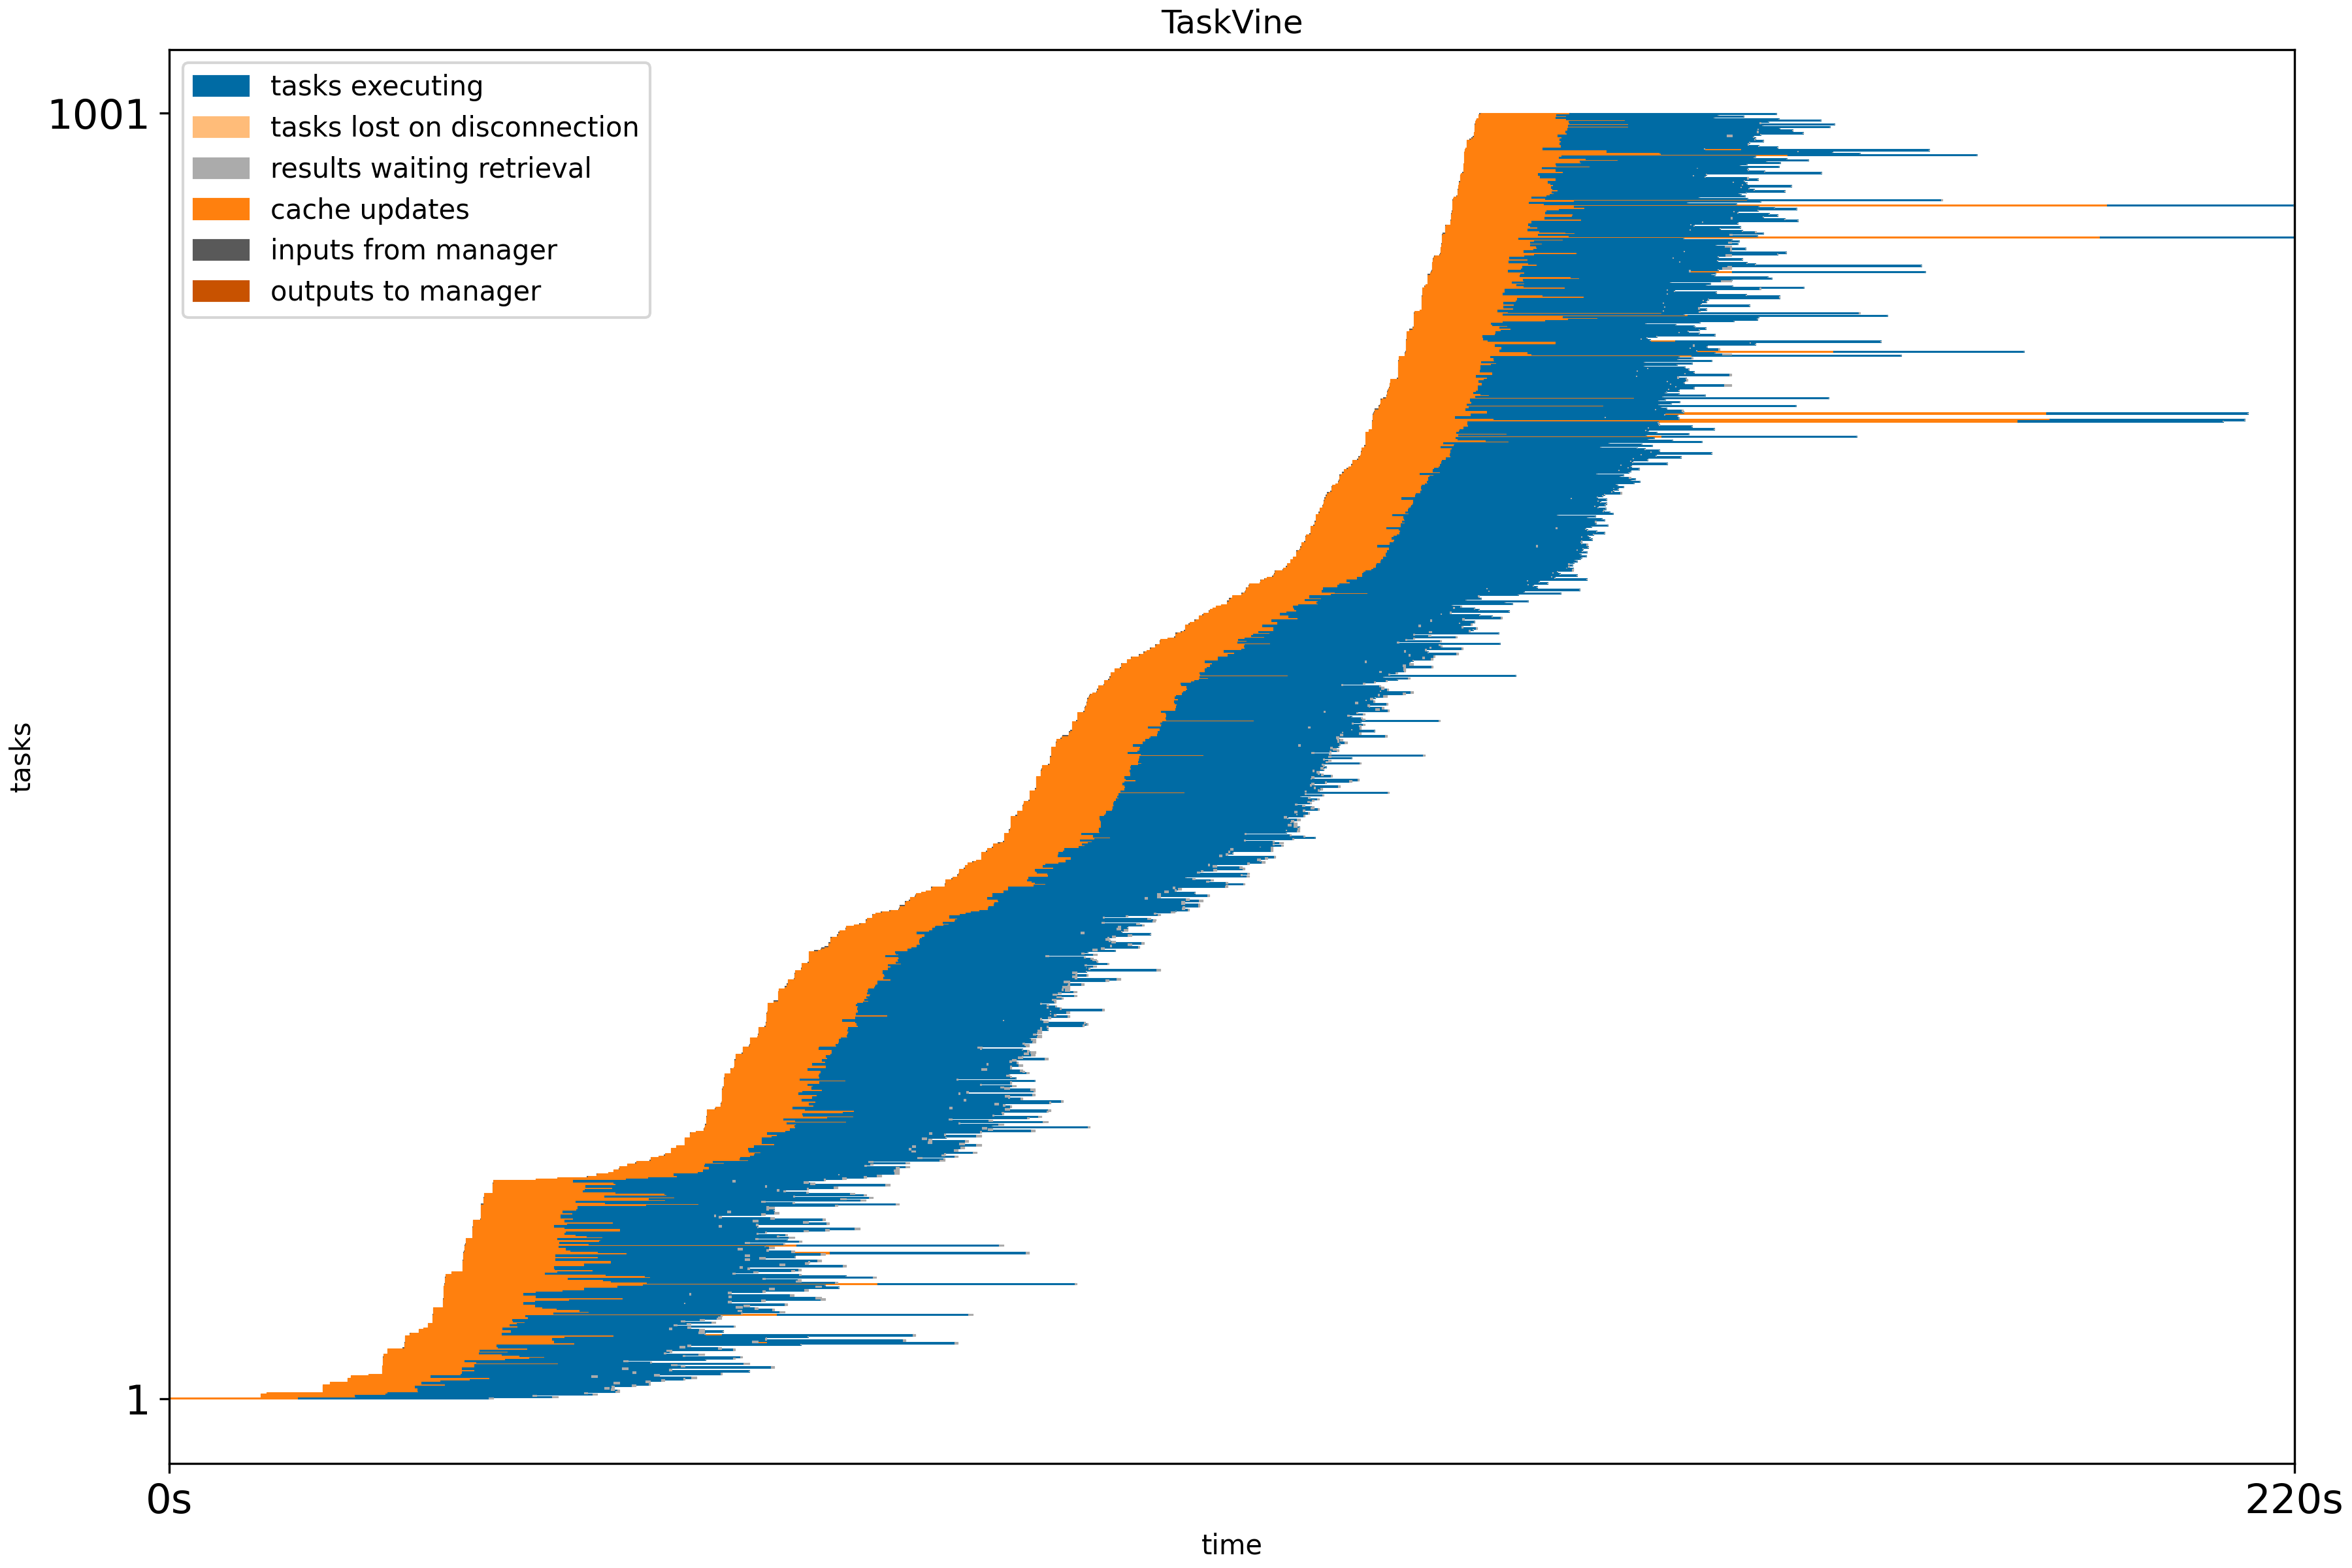 TaskVine
1001
tasks executing
tasks lost on disconnection
results waiting retrieval
cache updates
inputs from manager
outputs to manager
tasks
1
0s
220s
time